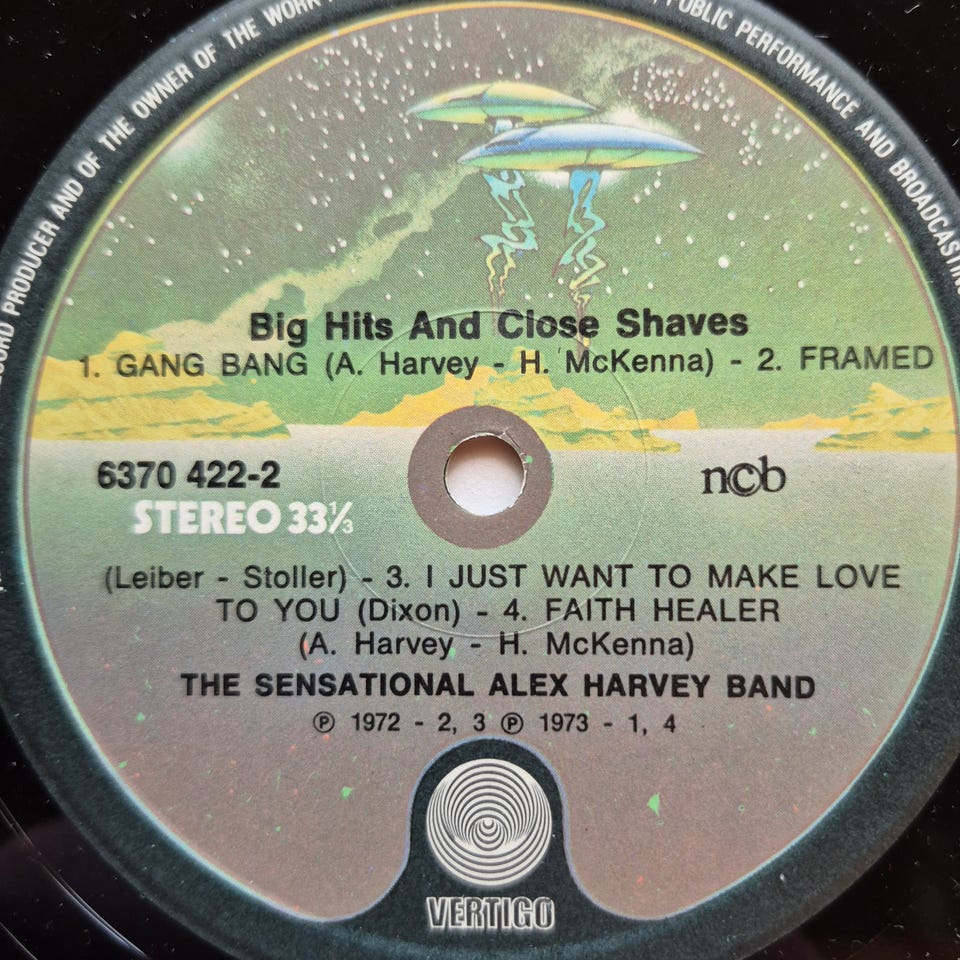 RECORD PRODUCER AND OF THE OWNER OF THE WORK
PUBLIC PERFORMANCE AND BROADCASTING
Big Hits And Close Shaves
1. GANG BANG (A. Harvey - H. McKenna) - 2. FRAMED
6370 422-2
ncb
STEREO 33⅓
(Leiber - Stoller) - 3. I JUST WANT TO MAKE LOVE
TO YOU (Dixon) - 4. FAITH HEALER
(A. Harvey - H. McKenna)
THE SENSATIONAL ALEX HARVEY BAND
℗ 1972 - 2, 3 ℗ 1973 - 1, 4
VERTIGO